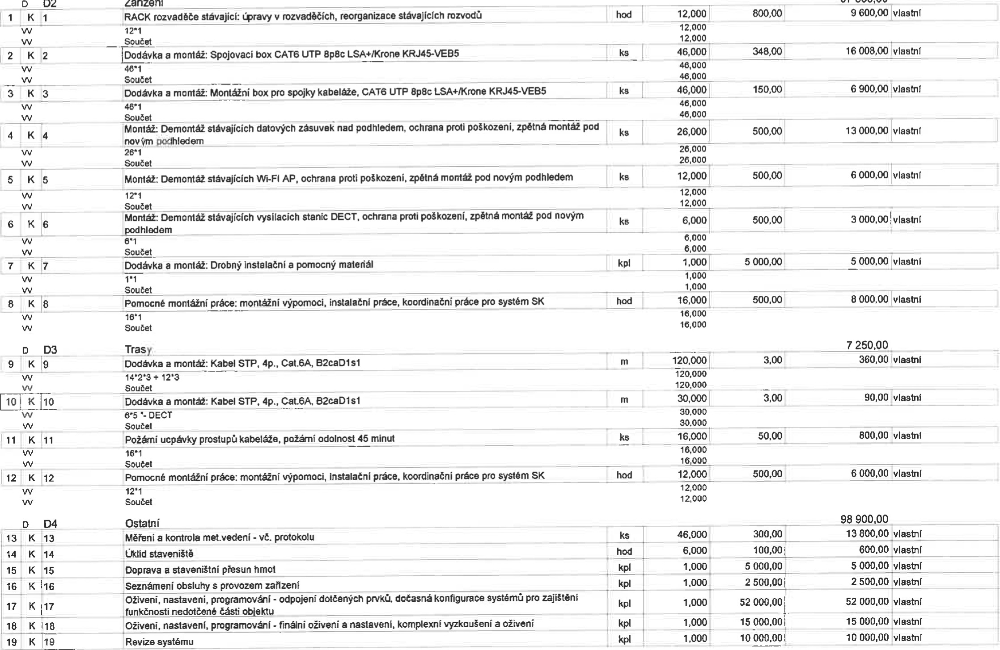 D D2 Zařízení
1 K 1 RACK rozvaděče stávající: úpravy v rozvaděčích, reorganizace stávajících rozvodů hod 12,000 800,00 9 600,00 vlastní
VV 12*1 12,000
VV Součet 12,000
2 K 2 Dodávka a montáž: Spojovací box CAT6 UTP 8p8c LSA+/Krone KRJ45-VEB5 ks 46,000 348,00 16 008,00 vlastní
VV 46*1 46,000
VV Součet 46,000
3 K 3 Dodávka a montáž: Montážní box pro spojky kabeláže, CAT6 UTP 8p8c LSA+/Krone KRJ45-VEB5 ks 46,000 150,00 6 900,00 vlastní
VV 46*1 46,000
VV Součet 46,000
4 K 4 Montáž: Demontáž stávajících datových zásuvek nad podhledem, ochrana proti poškození, zpětná montáž pod ks 26,000 500,00 13 000,00 vlastní
novým podhledem
VV 26*1 26,000
VV Součet 26,000
5 K 5 Montáž: Demontáž stávajících Wi-Fi AP, ochrana proti poškození, zpětná montáž pod novým podhledem ks 12,000 500,00 6 000,00 vlastní
VV 12*1 12,000
VV Součet 12,000
6 K 6 Montáž: Demontáž stávajících vysílacích stanic DECT, ochrana proti poškození, zpětná montáž pod novým ks 6,000 500,00 3 000,00 vlastní
podhledem
VV 6*1 6,000
VV Součet 6,000
7 K 7 Dodávka a montáž: Drobný instalační a pomocný materiál kpl 1,000 5 000,00 5 000,00 vlastní
VV 1*1 1,000
VV Součet 1,000
8 K 8 Pomocné montážní práce: montážní výpomoci, instalační práce, koordinační práce pro systém SK hod 16,000 500,00 8 000,00 vlastní
VV 16*1 16,000
VV Součet 16,000
D D3 Trasy 7 250,00
9 K 9 Dodávka a montáž: Kabel STP, 4p., Cat.6A, B2caD1s1 m 120,000 3,00 360,00 vlastní
VV 14*2*3 + 12*3 120,000
VV Součet 120,000
10 K 10 Dodávka a montáž: Kabel STP, 4p., Cat.6A, B2caD1s1 m 30,000 3,00 90,00 vlastní
VV 6*5 "- DECT 30,000
VV Součet 30,000
11 K 11 Požární ucpávky prostupů kabeláže, požární odolnost 45 minut ks 16,000 50,00 800,00 vlastní
VV 16*1 16,000
VV Součet 16,000
12 K 12 Pomocné montážní práce: montážní výpomoci, instalační práce, koordinační práce pro systém SK hod 12,000 500,00 6 000,00 vlastní
VV 12*1 12,000
VV Součet 12,000
D D4 Ostatní 98 900,00
13 K 13 Měření a kontrola met.vedení - vč. protokolu ks 46,000 300,00 13 800,00 vlastní
14 K 14 Úklid staveniště hod 6,000 100,00 600,00 vlastní
15 K 15 Doprava a staveništní přesun hmot kpl 1,000 5 000,00 5 000,00 vlastní
16 K 16 Seznámení obsluhy s provozem zařízení kpl 1,000 2 500,00 2 500,00 vlastní
17 K 17 Oživení, nastavení, programování - odpojení dotčených prvků, dočasná konfigurace systémů pro zajištění kpl 1,000 52 000,00 52 000,00 vlastní
funkčnosti nedotčené části objektu
18 K 18 Oživení, nastavení, programování - finální oživení a nastavení, komplexní vyzkoušení a oživení kpl 1,000 15 000,00 15 000,00 vlastní
19 K 19 Revize systému kpl 1,000 10 000,00 10 000,00 vlastní